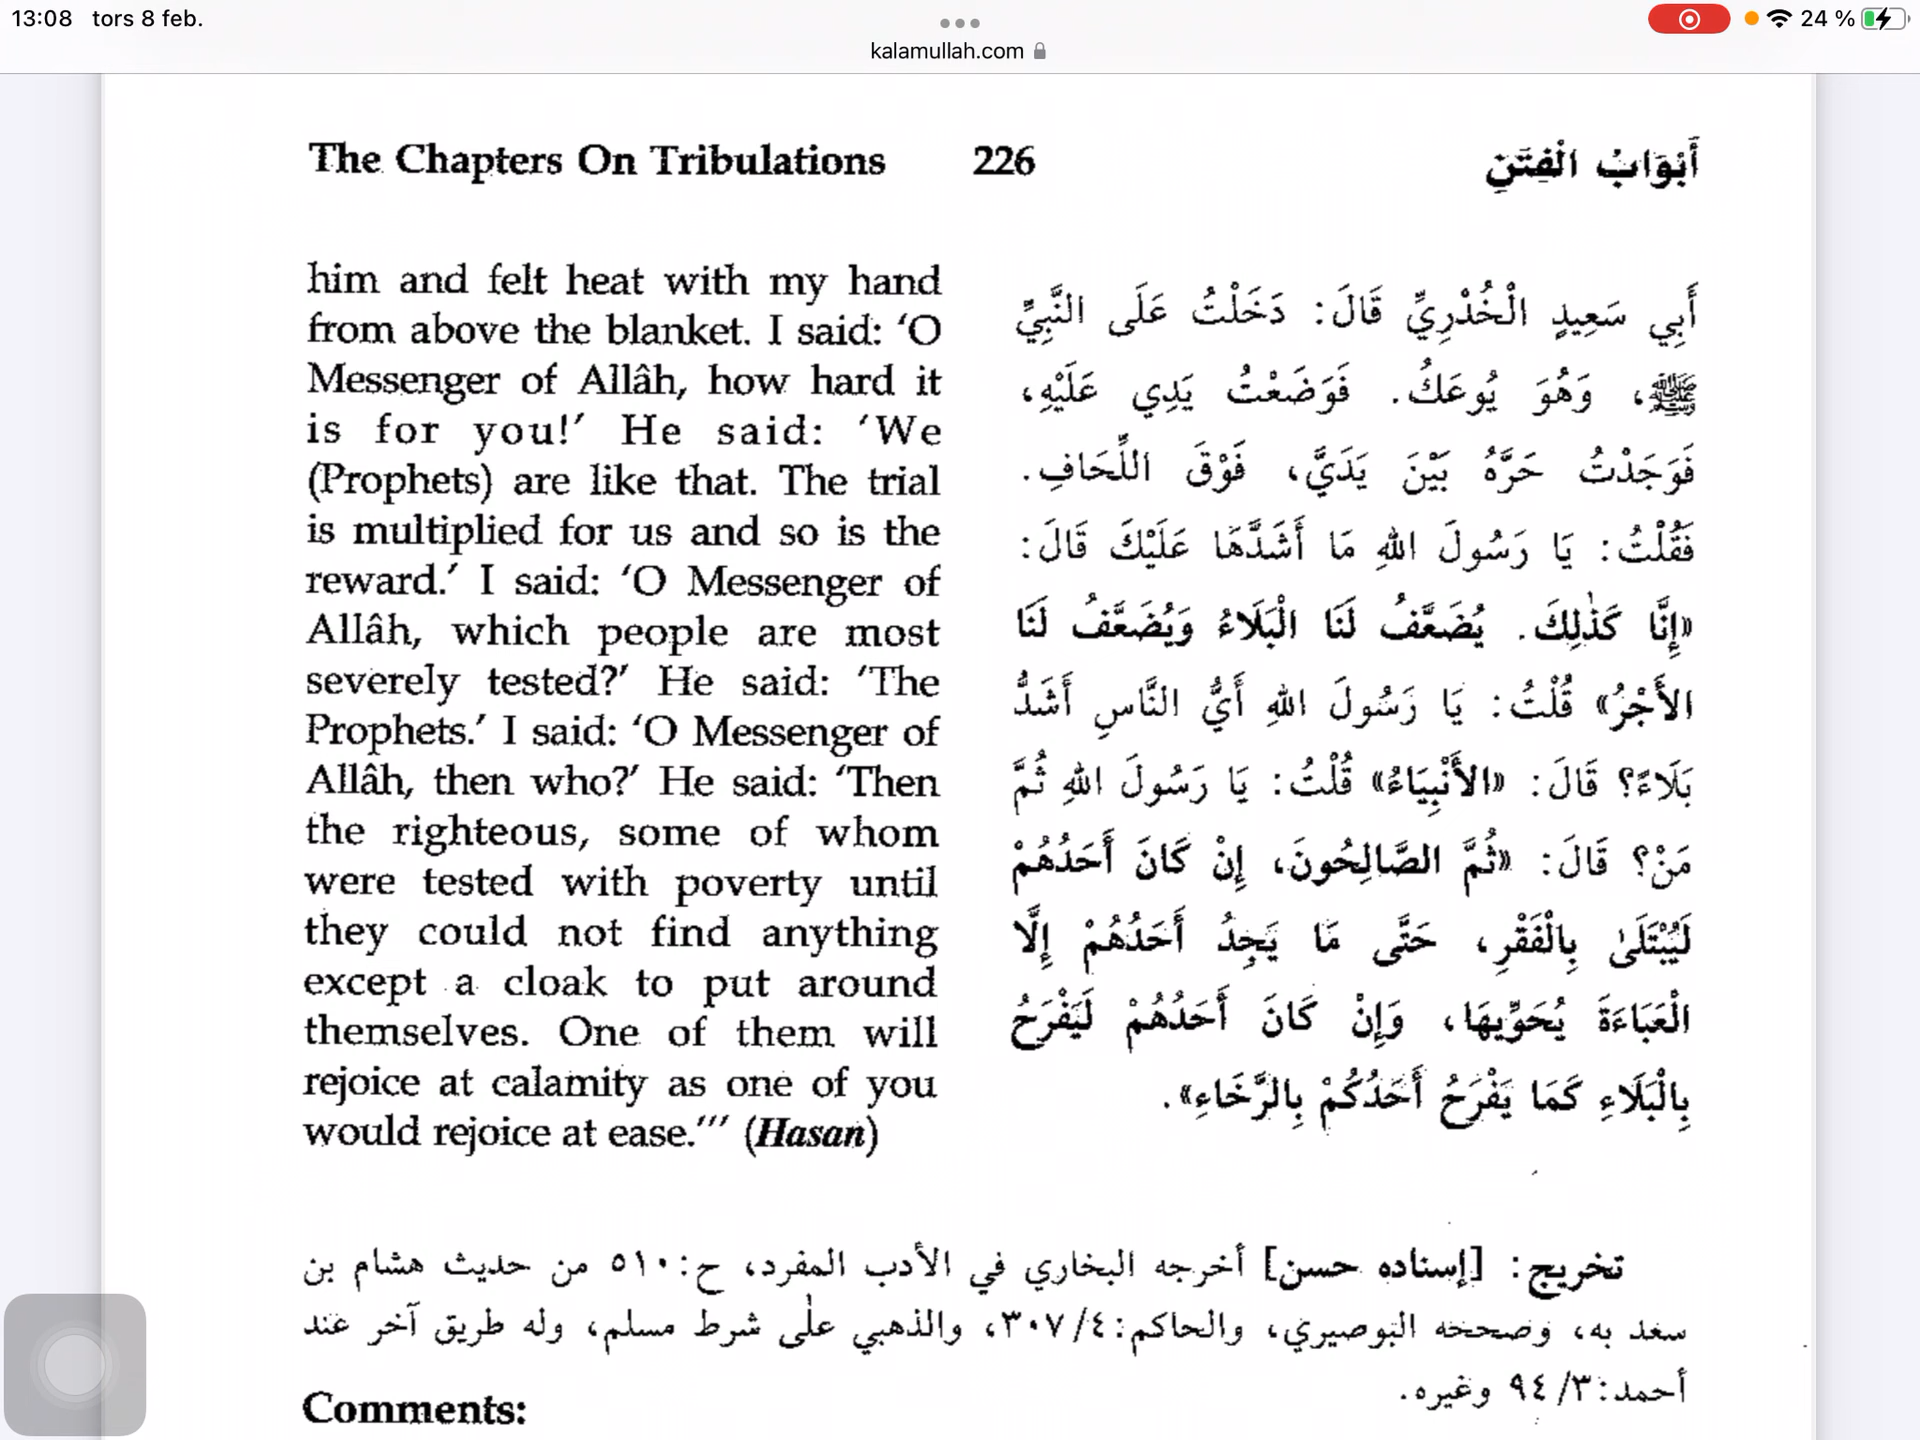 13:08 tors 8 feb.
24 %
kalamullah.com
The Chapters On Tribulations 226 أَبْوَابُ الْفِتَنِ
him and felt heat with my hand
from above the blanket. I said: ‘O
Messenger of Allâh, how hard it
is for you!’ He said: ‘We
(Prophets) are like that. The trial
is multiplied for us and so is the
reward.’ I said: ‘O Messenger of
Allâh, which people are most
severely tested?’ He said: ‘The
Prophets.’ I said: ‘O Messenger of
Allâh, then who?’ He said: ‘Then
the righteous, some of whom
were tested with poverty until
they could not find anything
except a cloak to put around
themselves. One of them will
rejoice at calamity as one of you
would rejoice at ease.’” (Hasan)
أَبِي سَعِيدٍ الْخُدْرِيِّ قَالَ: دَخَلْتُ عَلَى النَّبِيِّ
ﷺ، وَهُوَ يُوعَكُ. فَوَضَعْتُ يَدِي عَلَيْهِ،
فَوَجَدْتُ حَرَّهُ بَيْنَ يَدَيَّ، فَوْقَ اللِّحَافِ.
فَقُلْتُ: يَا رَسُولَ اللهِ مَا أَشَدَّهَا عَلَيْكَ قَالَ:
«إِنَّا كَذٰلِكَ. يُضَعَّفُ لَنَا الْبَلَاءُ وَيُضَعَّفُ لَنَا
الأَجْرُ» قُلْتُ: يَا رَسُولَ اللهِ أَيُّ النَّاسِ أَشَدُّ
بَلَاءً؟ قَالَ: «الأَنْبِيَاءُ» قُلْتُ: يَا رَسُولَ اللهِ ثُمَّ
مَنْ؟ قَالَ: «ثُمَّ الصَّالِحُونَ، إِنْ كَانَ أَحَدُهُمْ
لَيُبْتَلَىٰ بِالْفَقْرِ، حَتَّى مَا يَجِدُ أَحَدُهُمْ إِلَّا
الْعَبَاءَةَ يُحَوِّيهَا، وَإِنْ كَانَ أَحَدُهُمْ لَيَفْرَحُ
بِالْبَلَاءِ كَمَا يَفْرَحُ أَحَدُكُمْ بِالرَّخَاءِ».
تخريج: [إسناده حسن] أخرجه البخاري في الأدب المفرد، ح:٥١٠ من حديث هشام بن
سعد به، وصححه البوصيري، والحاكم:٣٠٧/٤، والذهبي علٰى شرط مسلم، وله طريق آخر عند
أحمد:٩٤/٣ وغيره.
Comments: